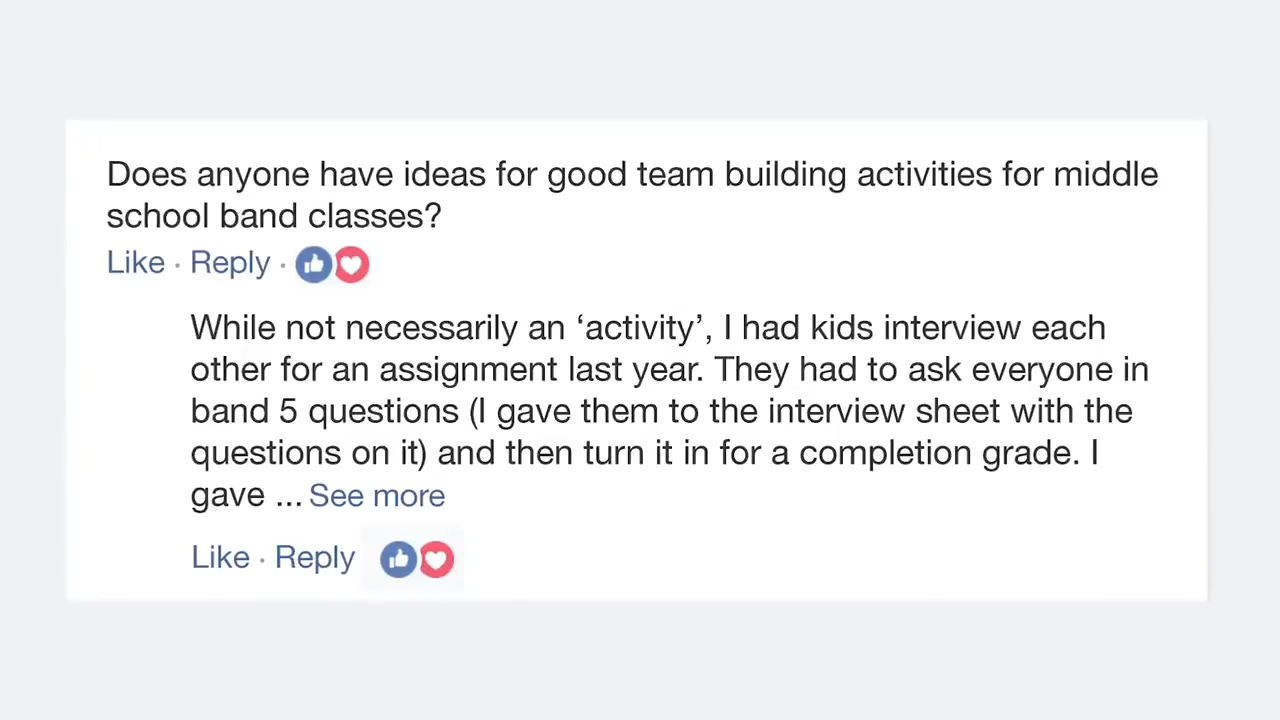 Does anyone have ideas for good team building activities for middle
school band classes?
Like · Reply ·
While not necessarily an ‘activity’, I had kids interview each
other for an assignment last year. They had to ask everyone in
band 5 questions (I gave them to the interview sheet with the
questions on it) and then turn it in for a completion grade. I
gave ... See more
Like · Reply